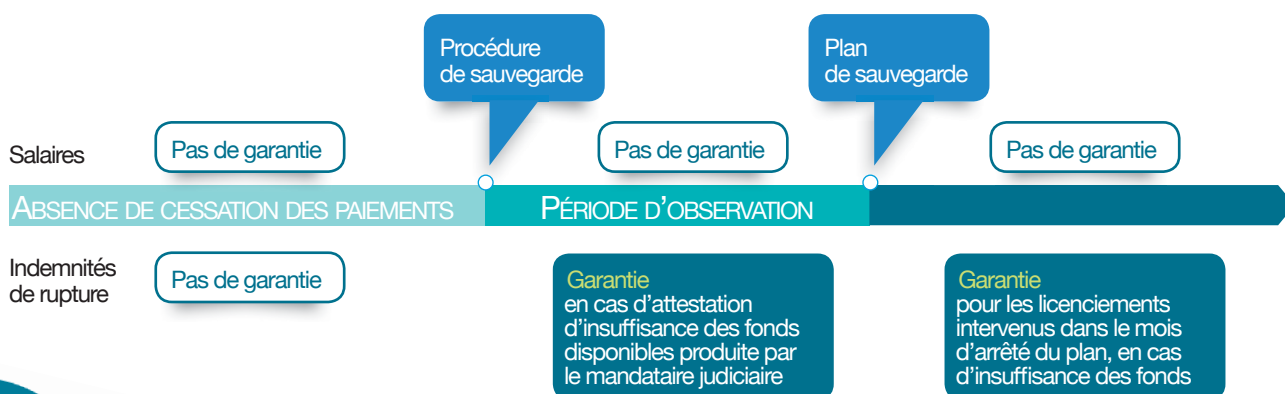 Procédure
de sauvegarde
Plan
de sauvegarde
Salaires
Pas de garantie
Pas de garantie
Pas de garantie
ABSENCE DE CESSATION DES PAIEMENTS
PÉRIODE D'OBSERVATION
Indemnités
de rupture
Pas de garantie
Garantie
en cas d'attestation
d'insuffisance des fonds
disponibles produite par
le mandataire judiciaire
Garantie
pour les licenciements
intervenus dans le mois
d'arrêté du plan, en cas
d'insuffisance des fonds